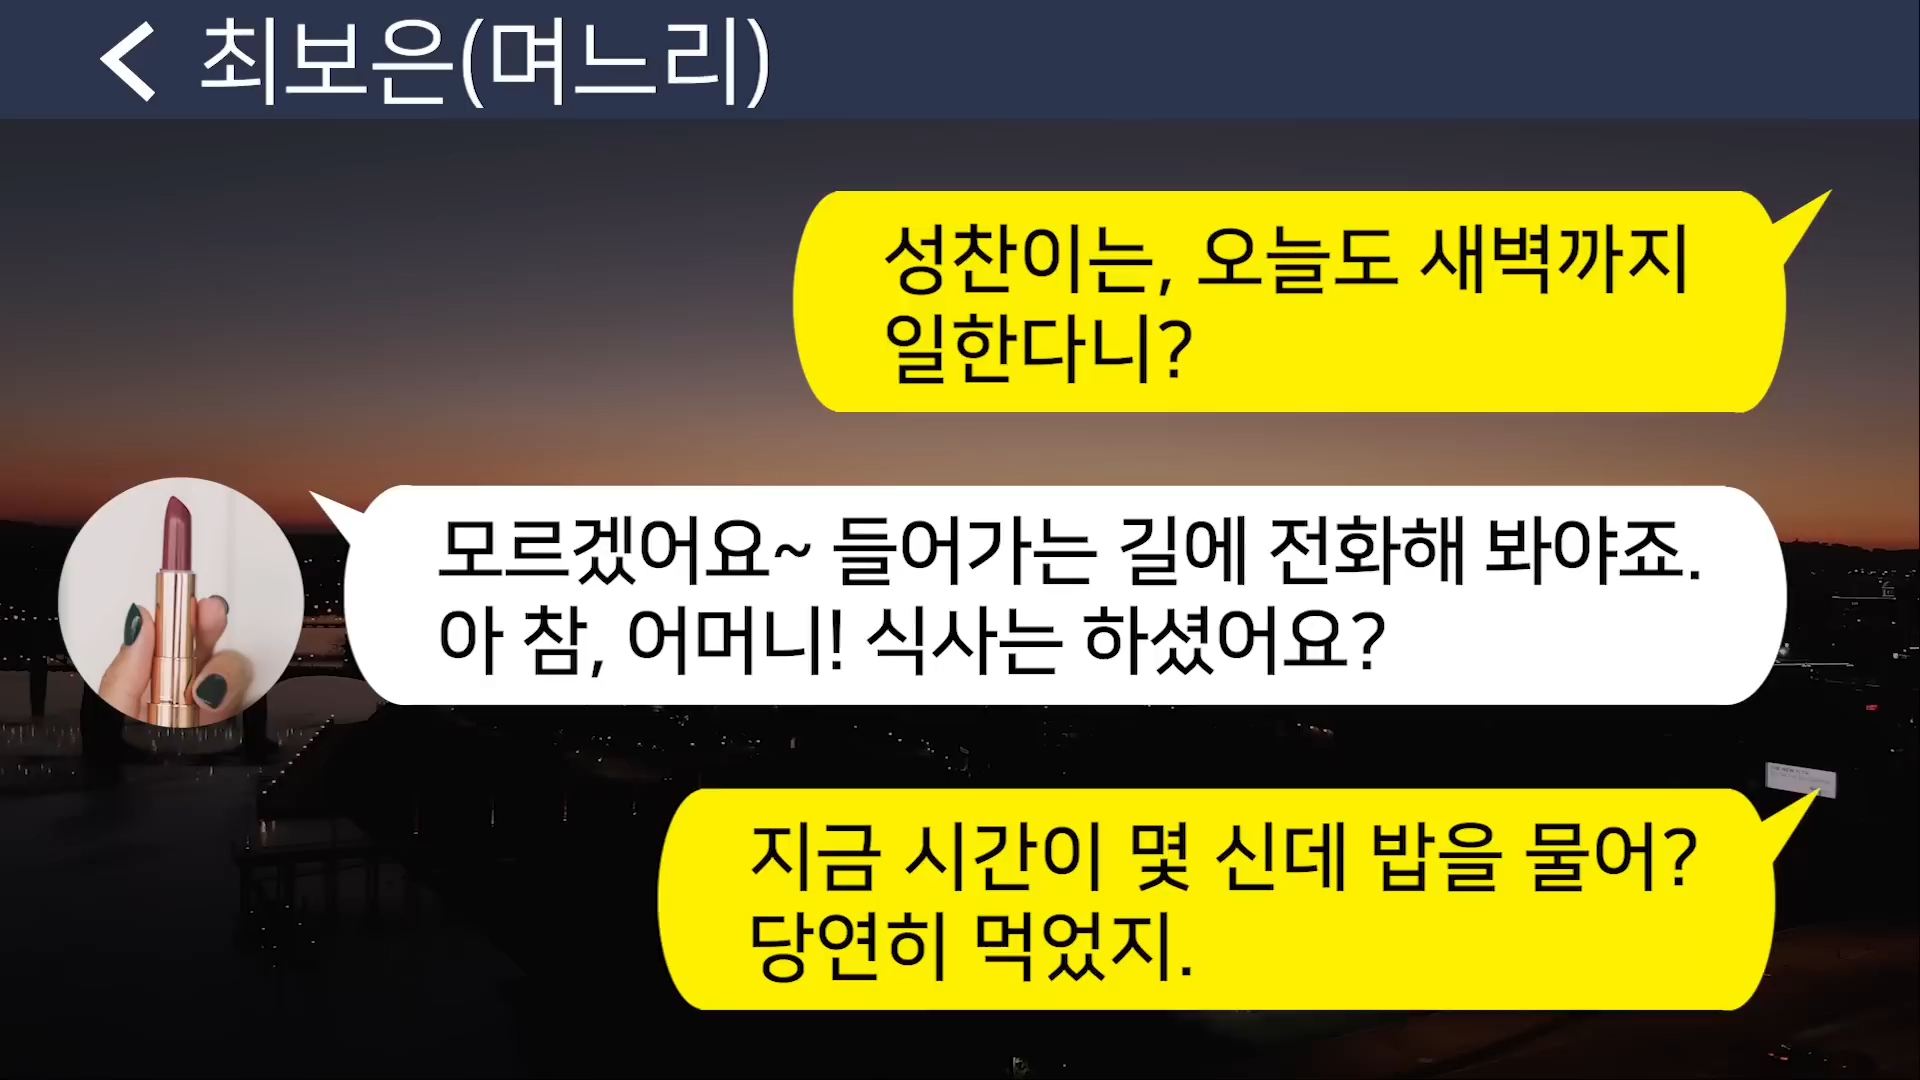 최보은(며느리)
성찬이는, 오늘도 새벽까지
일한다니?
모르겠어요~ 들어가는 길에 전화해 봐야죠.
아 참, 어머니! 식사는 하셨어요?
지금 시간이 몇 신데 밥을 물어?
당연히 먹었지.